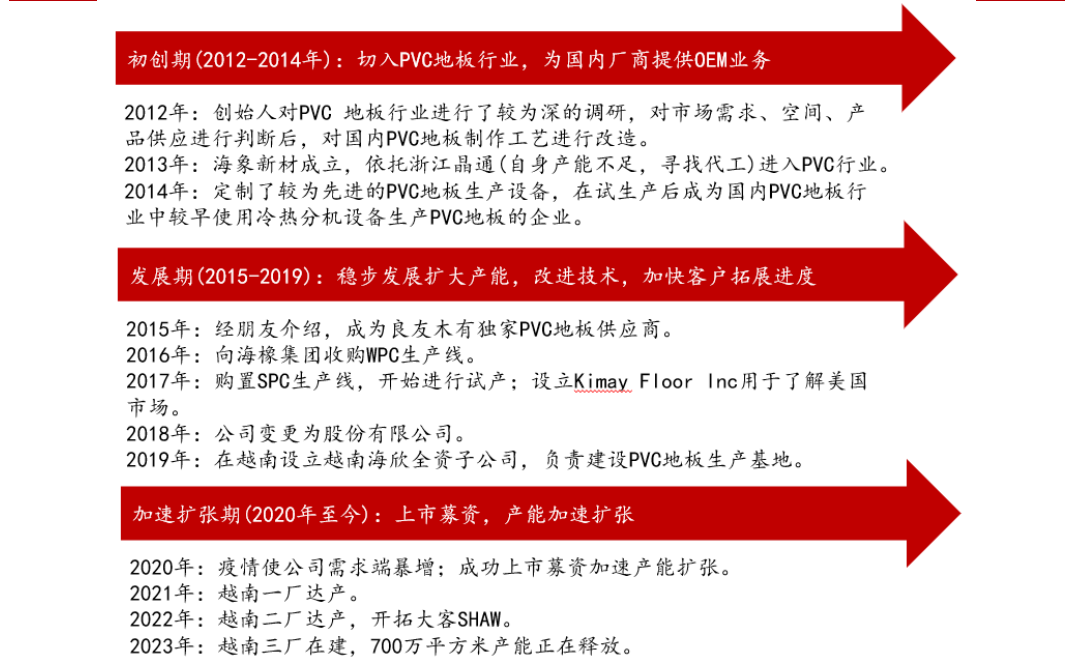 初创期(2012-2014年)：切入PVC地板行业，为国内厂商提供OEM业务
2012年：创始人对PVC 地板行业进行了较为深的调研，对市场需求、空间、产
品供应进行判断后，对国内PVC地板制作工艺进行改造。
2013年：海象新材成立，依托浙江晶通(自身产能不足，寻找代工)进入PVC行业。
2014年：定制了较为先进的PVC地板生产设备，在试生产后成为国内PVC地板行
业中较早使用冷热分机设备生产PVC地板的企业。
发展期(2015-2019)：稳步发展扩大产能，改进技术，加快客户拓展进度
2015年：经朋友介绍，成为良友木有独家PVC地板供应商。
2016年：向海橡集团收购WPC生产线。
2017年：购置SPC生产线，开始进行试产；设立Kimay Floor Inc用于了解美国
市场。
2018年：公司变更为股份有限公司。
2019年：在越南设立越南海欣全资子公司，负责建设PVC地板生产基地。
加速扩张期(2020年至今)：上市募资，产能加速扩张
2020年：疫情使公司需求端暴增；成功上市募资加速产能扩张。
2021年：越南一厂达产。
2022年：越南二厂达产，开拓大客SHAW。
2023年：越南三厂在建，700万平方米产能正在释放。